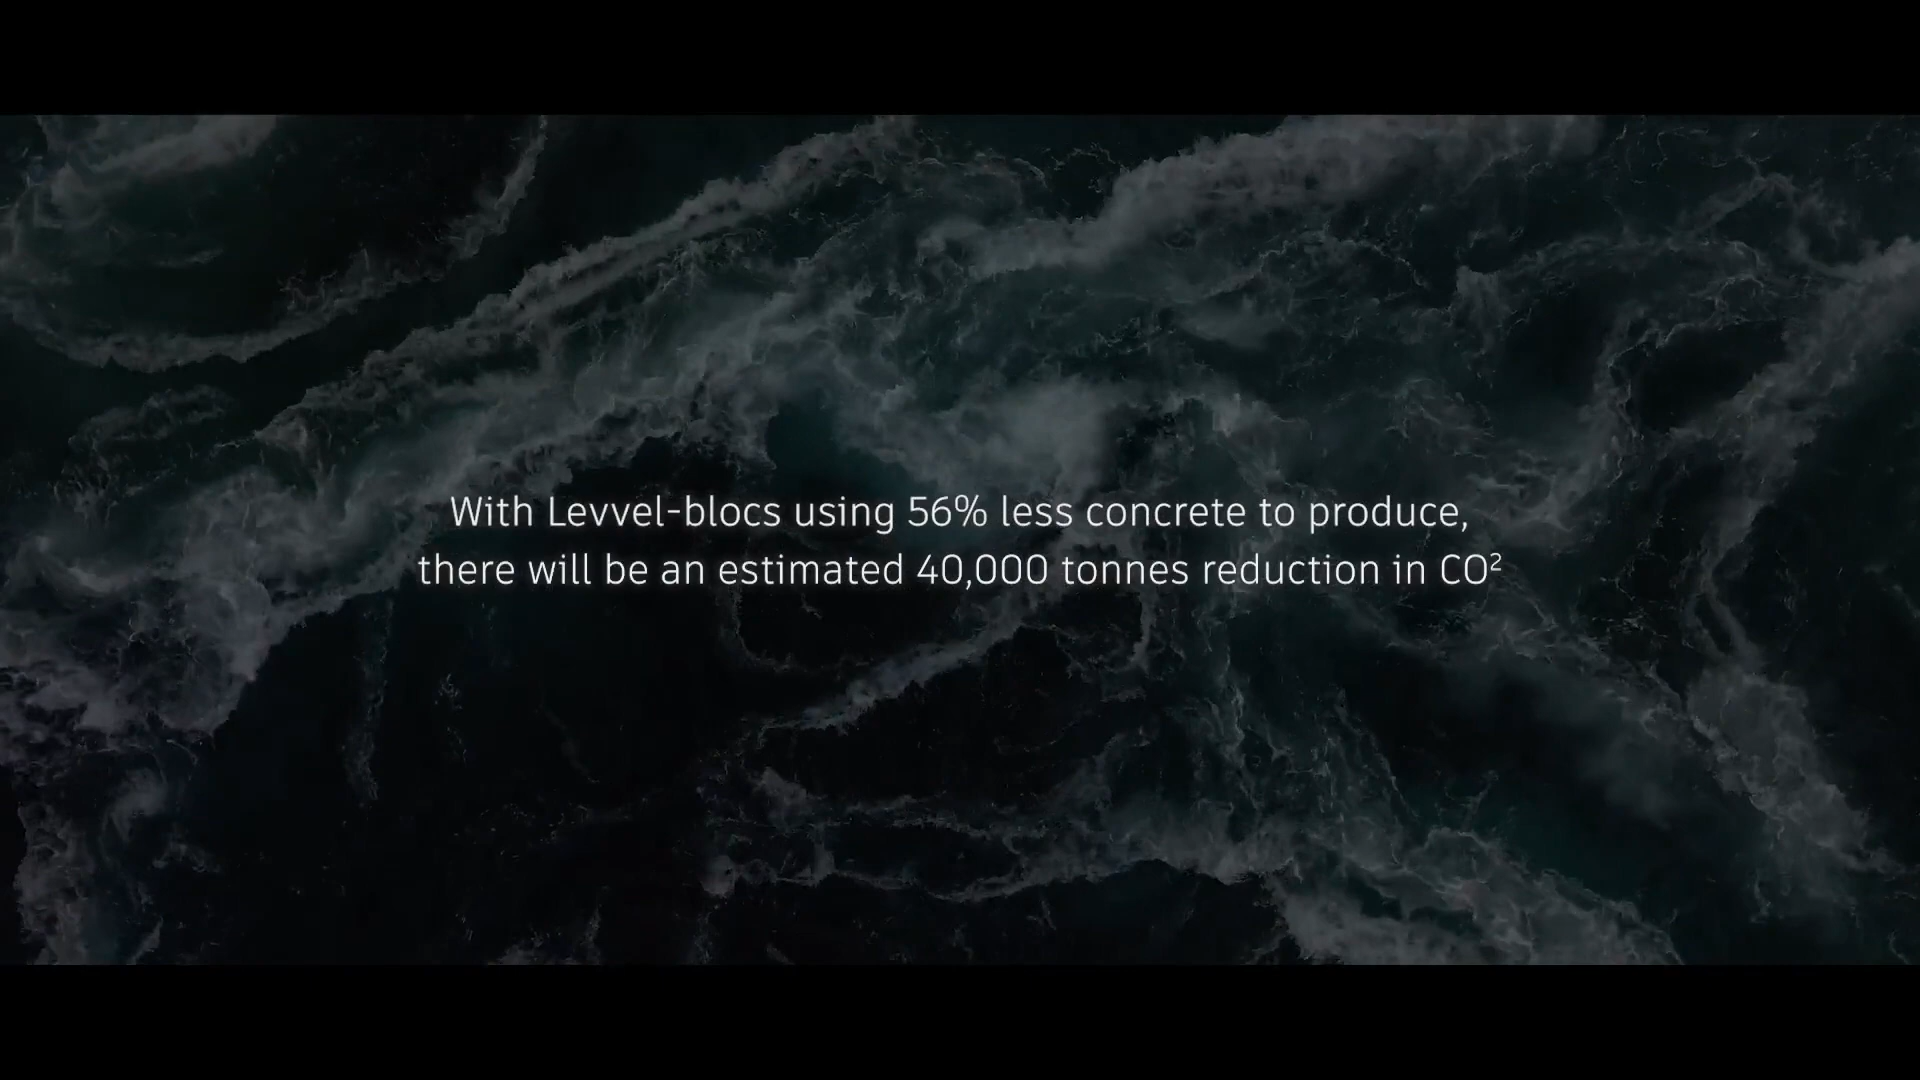 With Levvel-blocs using 56% less concrete to produce,
there will be an estimated 40,000 tonnes reduction in CO²